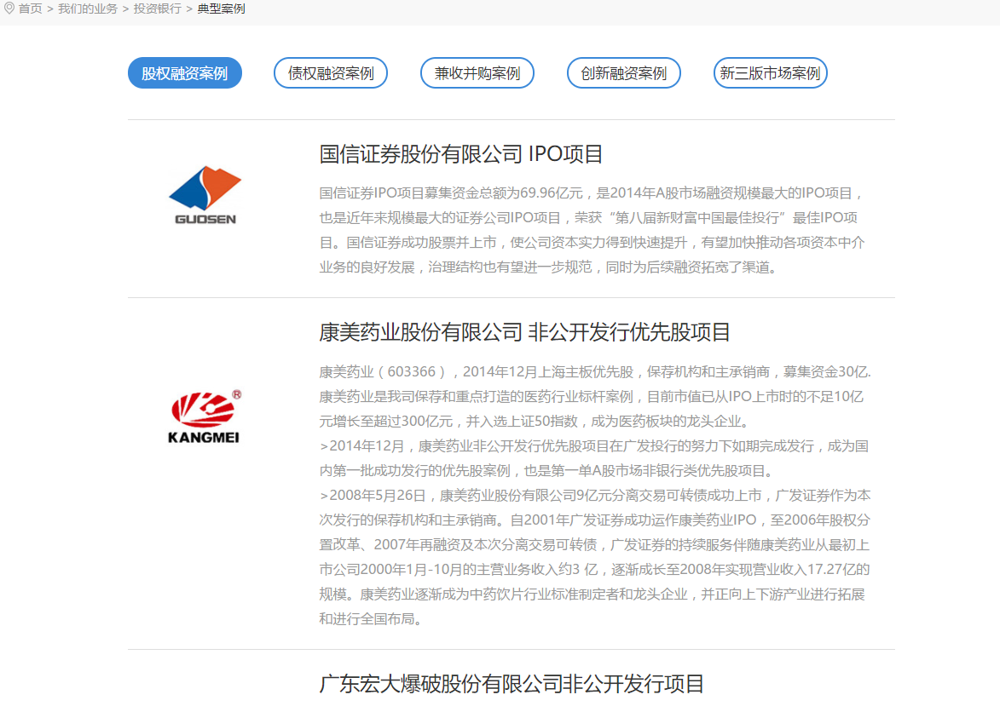 首页 > 我们的业务 > 投资银行 > 典型案例
股权融资案例 债权融资案例 兼收并购案例 创新融资案例 新三版市场案例
国信证券股份有限公司 IPO项目
国信证券IPO项目募集资金总额为69.96亿元，是2014年A股市场融资规模最大的IPO项目，
也是近年来规模最大的证券公司IPO项目，荣获“第八届新财富中国最佳投行”最佳IPO项
目。国信证券成功股票并上市，使公司资本实力得到快速提升，有望加快推动各项资本中介
业务的良好发展，治理结构也有望进一步规范，同时为后续融资拓宽了渠道。
GUOSEN
康美药业股份有限公司 非公开发行优先股项目
康美药业（603366），2014年12月上海主板优先股，保荐机构和主承销商，募集资金30亿.
康美药业是我司保荐和重点打造的医药行业标杆案例，目前市值已从IPO上市时的不足10亿
元增长至超过300亿元，并入选上证50指数，成为医药板块的龙头企业。
>2014年12月，康美药业非公开发行优先股项目在广发投行的努力下如期完成发行，成为国
内第一批成功发行的优先股案例，也是第一单A股市场非银行类优先股项目。
>2008年5月26日，康美药业股份有限公司9亿元分离交易可转债成功上市，广发证券作为本
次发行的保荐机构和主承销商。自2001年广发证券成功运作康美药业IPO，至2006年股权分
置改革、2007年再融资及本次分离交易可转债，广发证券的持续服务伴随康美药业从最初上
市公司2000年1月-10月的主营业务收入约3 亿，逐渐成长至2008年实现营业收入17.27亿的
规模。康美药业逐渐成为中药饮片行业标准制定者和龙头企业，并正向上下游产业进行拓展
和进行全国布局。
®
KANGMEI
广东宏大爆破股份有限公司非公开发行项目